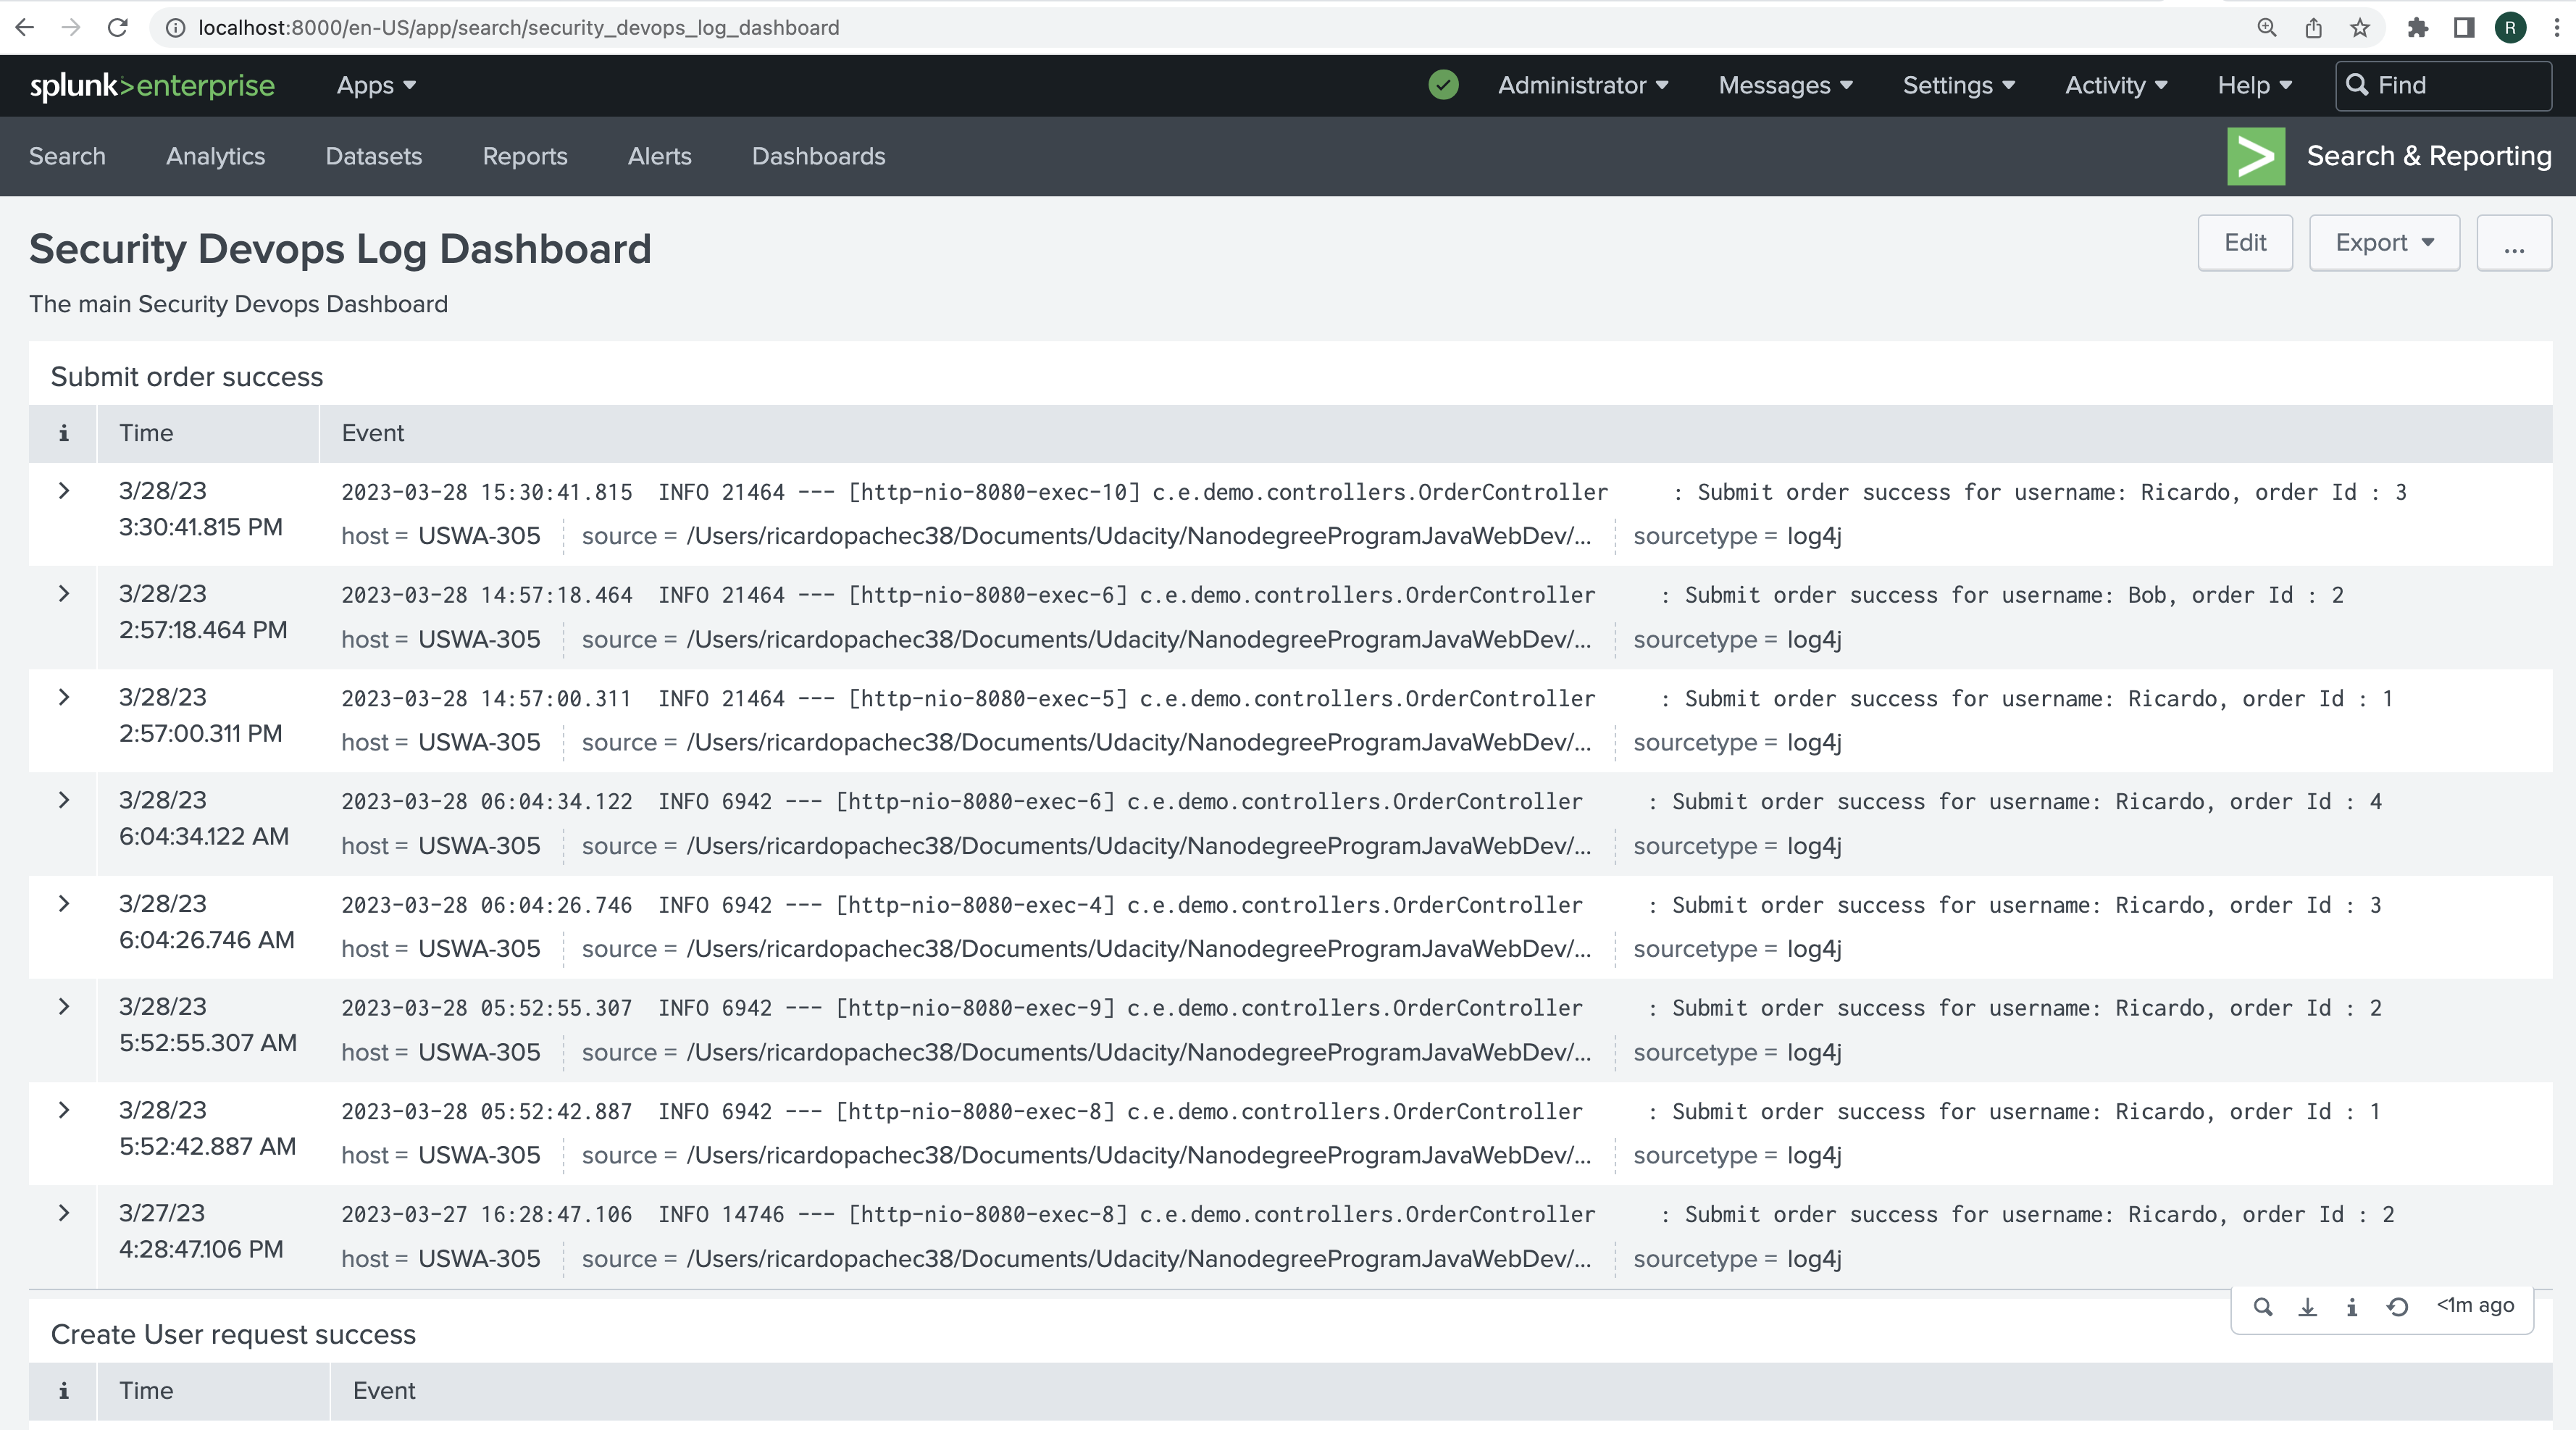 localhost:8000/en-US/app/search/security_devops_log_dashboard
R
splunk>enterprise Apps Administrator Messages Settings Activity Help Find
Search Analytics Datasets Reports Alerts Dashboards Search & Reporting
Security Devops Log Dashboard Edit Export ...
The main Security Devops Dashboard
Submit order success
i Time Event
3/28/23 2023-03-28 15:30:41.815 INFO 21464 --- [http-nio-8080-exec-10] c.e.demo.controllers.OrderController : Submit order success for username: Ricardo, order Id : 3
3:30:41.815 PM host = USWA-305 source = /Users/ricardopachec38/Documents/Udacity/NanodegreeProgramJavaWebDev/... sourcetype = log4j
3/28/23 2023-03-28 14:57:18.464 INFO 21464 --- [http-nio-8080-exec-6] c.e.demo.controllers.OrderController : Submit order success for username: Bob, order Id : 2
2:57:18.464 PM host = USWA-305 source = /Users/ricardopachec38/Documents/Udacity/NanodegreeProgramJavaWebDev/... sourcetype = log4j
3/28/23 2023-03-28 14:57:00.311 INFO 21464 --- [http-nio-8080-exec-5] c.e.demo.controllers.OrderController : Submit order success for username: Ricardo, order Id : 1
2:57:00.311 PM host = USWA-305 source = /Users/ricardopachec38/Documents/Udacity/NanodegreeProgramJavaWebDev/... sourcetype = log4j
3/28/23 2023-03-28 06:04:34.122 INFO 6942 --- [http-nio-8080-exec-6] c.e.demo.controllers.OrderController : Submit order success for username: Ricardo, order Id : 4
6:04:34.122 AM host = USWA-305 source = /Users/ricardopachec38/Documents/Udacity/NanodegreeProgramJavaWebDev/... sourcetype = log4j
3/28/23 2023-03-28 06:04:26.746 INFO 6942 --- [http-nio-8080-exec-4] c.e.demo.controllers.OrderController : Submit order success for username: Ricardo, order Id : 3
6:04:26.746 AM host = USWA-305 source = /Users/ricardopachec38/Documents/Udacity/NanodegreeProgramJavaWebDev/... sourcetype = log4j
3/28/23 2023-03-28 05:52:55.307 INFO 6942 --- [http-nio-8080-exec-9] c.e.demo.controllers.OrderController : Submit order success for username: Ricardo, order Id : 2
5:52:55.307 AM host = USWA-305 source = /Users/ricardopachec38/Documents/Udacity/NanodegreeProgramJavaWebDev/... sourcetype = log4j
3/28/23 2023-03-28 05:52:42.887 INFO 6942 --- [http-nio-8080-exec-8] c.e.demo.controllers.OrderController : Submit order success for username: Ricardo, order Id : 1
5:52:42.887 AM host = USWA-305 source = /Users/ricardopachec38/Documents/Udacity/NanodegreeProgramJavaWebDev/... sourcetype = log4j
3/27/23 2023-03-27 16:28:47.106 INFO 14746 --- [http-nio-8080-exec-8] c.e.demo.controllers.OrderController : Submit order success for username: Ricardo, order Id : 2
4:28:47.106 PM host = USWA-305 source = /Users/ricardopachec38/Documents/Udacity/NanodegreeProgramJavaWebDev/... sourcetype = log4j
<1m ago
Create User request success
i Time Event